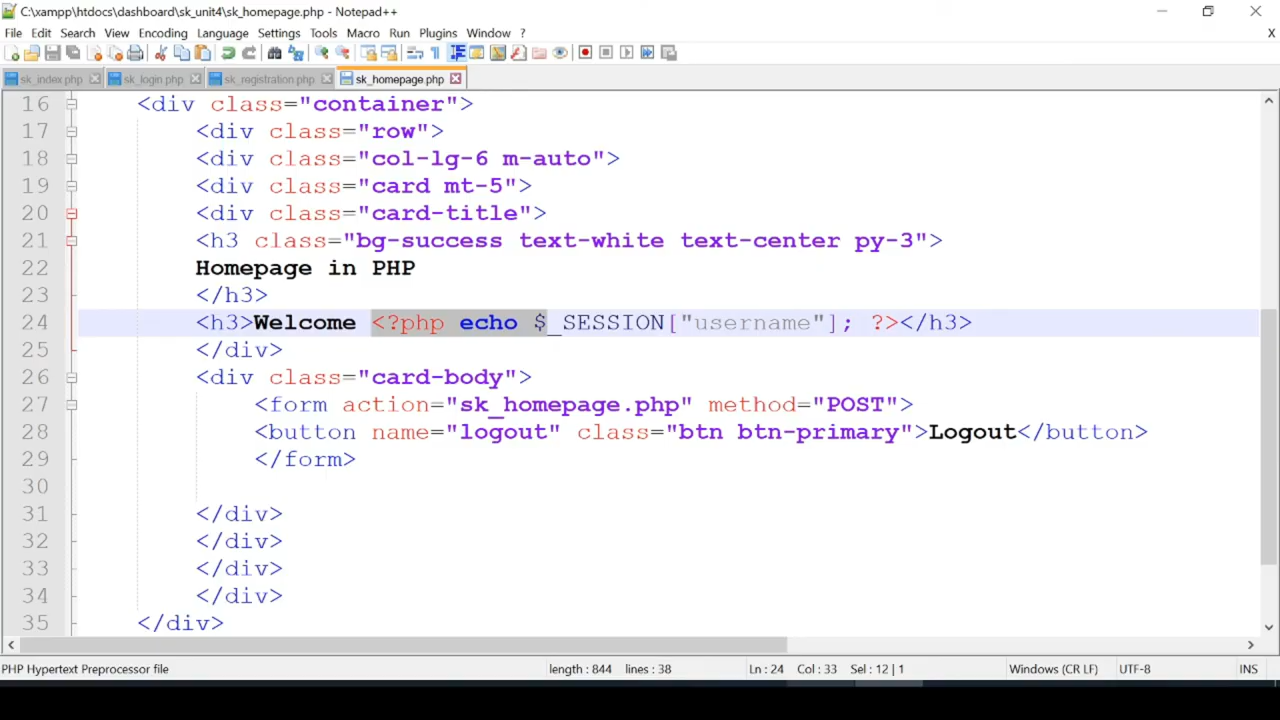 C:\xampp\htdocs\dashboard\sk_unit4\sk_homepage.php - Notepad++
File Edit Search View Encoding Language Settings Tools Macro Run Plugins Window ? X
sk_index.php sk_login.php sk_registration.php sk_homepage.php
16 <div class="container">
17 <div class="row">
18 <div class="col-lg-6 m-auto">
19 <div class="card mt-5">
20 <div class="card-title">
21 <h3 class="bg-success text-white text-center py-3">
22 Homepage in PHP
23 </h3>
24 <h3>Welcome <?php echo $_SESSION["username"]; ?></h3>
25 </div>
26 <div class="card-body">
27 <form action="sk_homepage.php" method="POST">
28 <button name="logout" class="btn btn-primary">Logout</button>
29 </form>
30
31 </div>
32 </div>
33 </div>
34 </div>
35 </div>
PHP Hypertext Preprocessor file length : 844 lines : 38 Ln : 24 Col : 33 Sel : 12 | 1 Windows (CR LF) UTF-8 INS